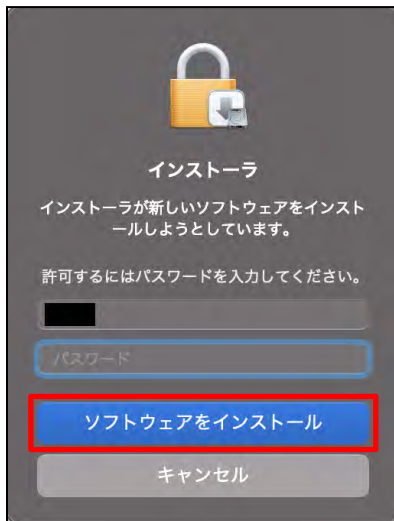 インストーラ
インストーラが新しいソフトウェアをインスト
ールしようとしています。
許可するにはパスワードを入力してください。
パスワード
ソフトウェアをインストール
キャンセル